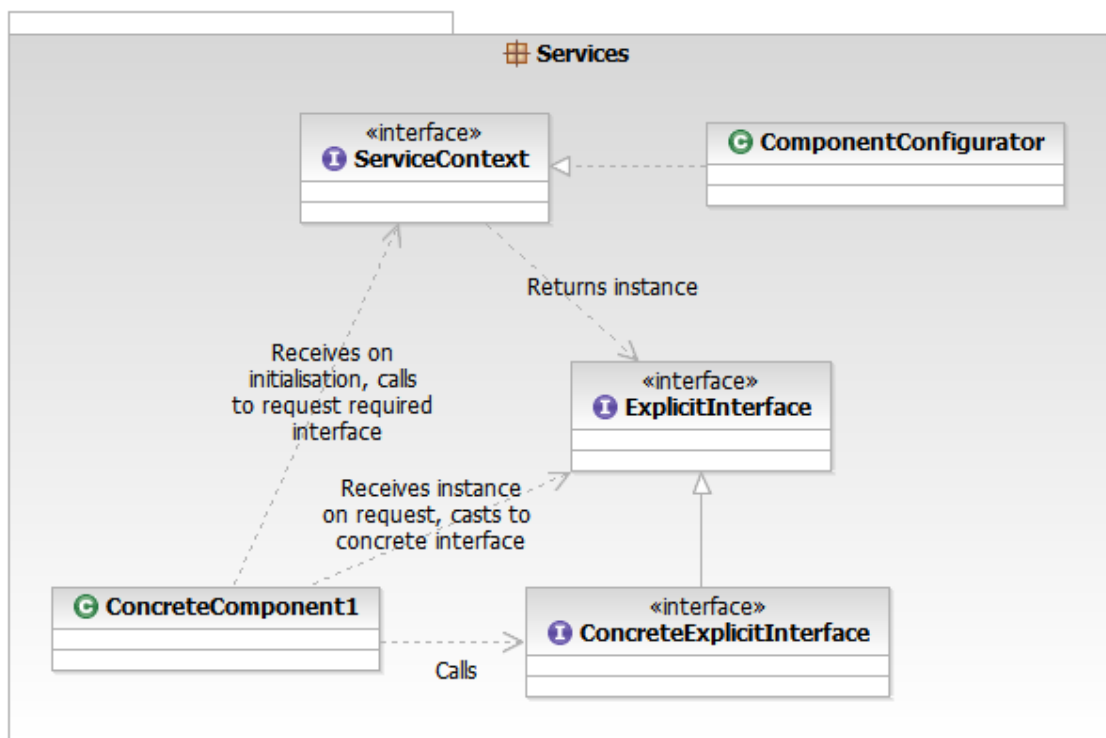 Services
«interface»
ServiceContext
ComponentConfigurator
Returns instance
Receives on
initialisation, calls
to request required
interface
«interface»
ExplicitInterface
Receives instance
on request, casts to
concrete interface
ConcreteComponent1
«interface»
ConcreteExplicitInterface
Calls